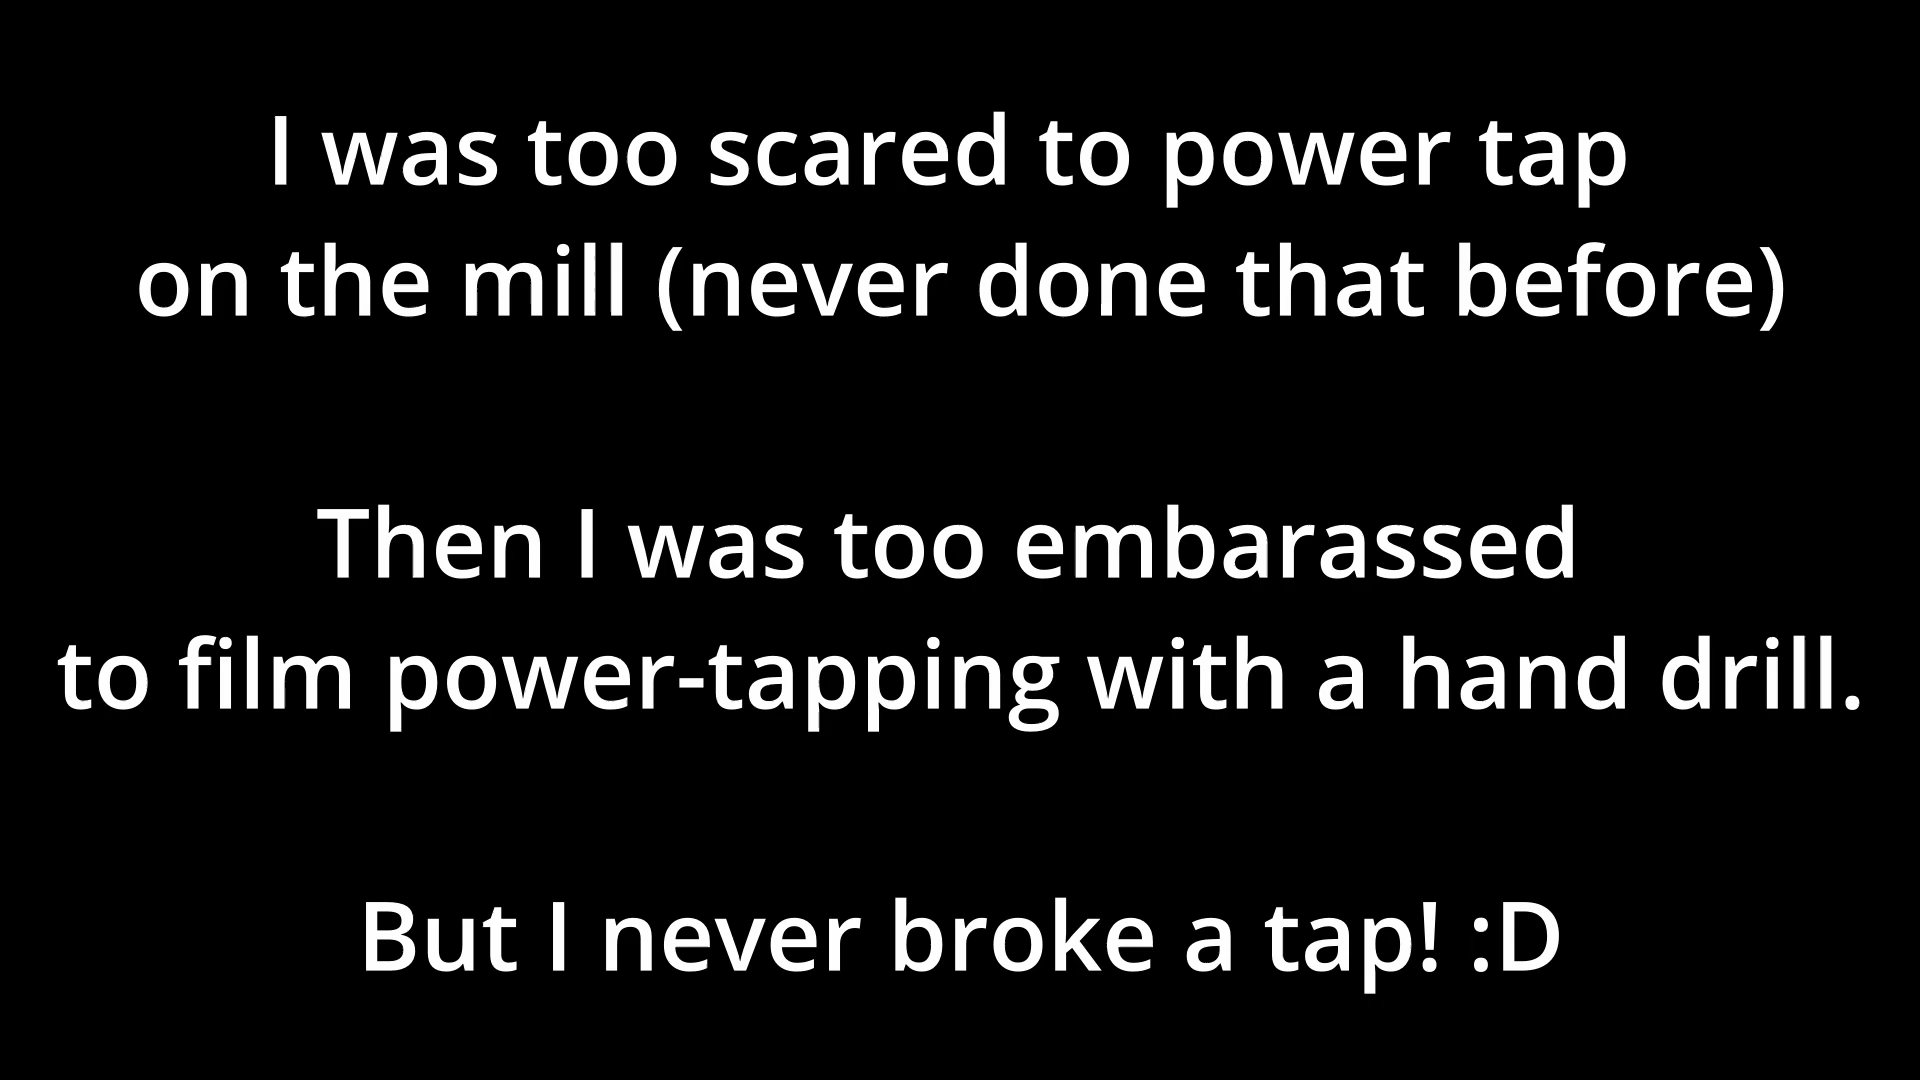 I was too scared to power tap
on the mill (never done that before)
Then I was too embarassed
to film power-tapping with a hand drill.
But I never broke a tap! :D